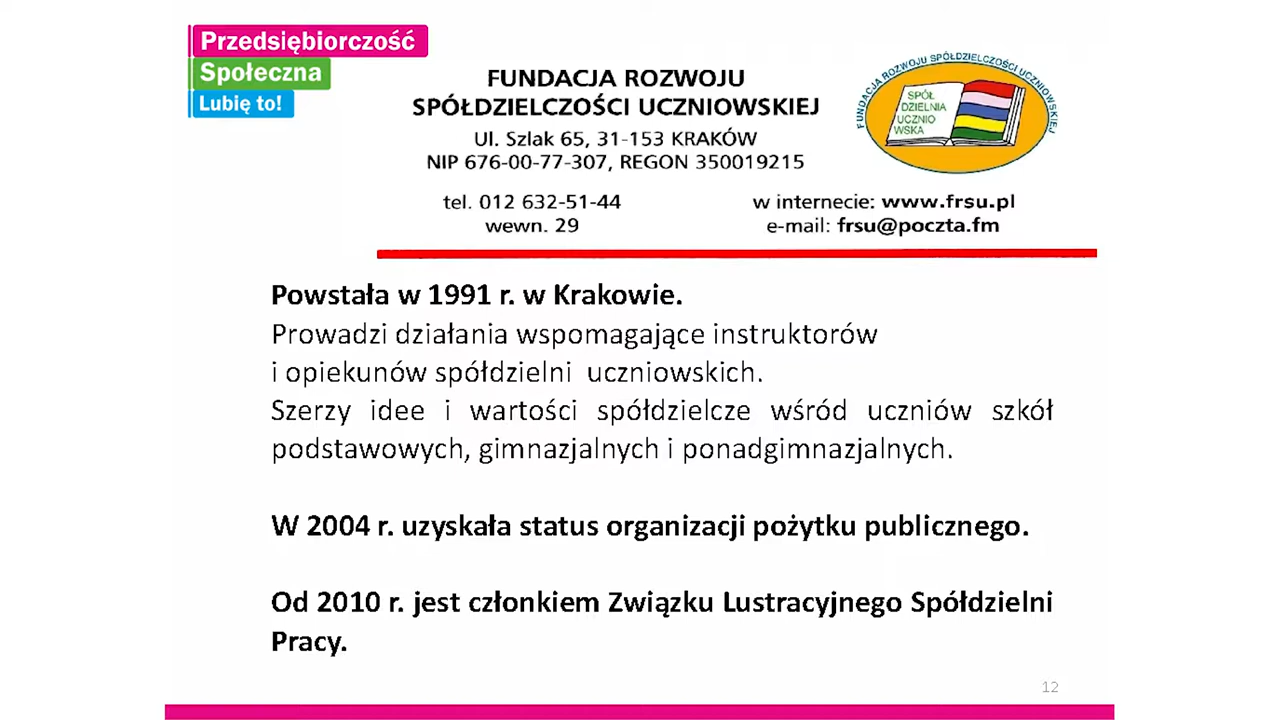 Przedsiębiorczość
Społeczna
Lubię to!
FUNDACJA ROZWOJU
SPÓŁDZIELCZOŚCI UCZNIOWSKIEJ
Ul. Szlak 65, 31-153 KRAKÓW
NIP 676-00-77-307, REGON 350019215
tel. 012 632-51-44
wewn. 29
w internecie: www.frsu.pl
e-mail: frsu@poczta.fm
FUNDACJA ROZWOJU SPÓŁDZIELCZOŚCI UCZNIOWSKIEJ
SPÓŁ
DZIELNIA
UCZNIO
WSKA
Powstała w 1991 r. w Krakowie.
Prowadzi działania wspomagające instruktorów
i opiekunów spółdzielni uczniowskich.
Szerzy idee i wartości spółdzielcze wśród uczniów szkół
podstawowych, gimnazjalnych i ponadgimnazjalnych.
W 2004 r. uzyskała status organizacji pożytku publicznego.
Od 2010 r. jest członkiem Związku Lustracyjnego Spółdzielni
Pracy.
12